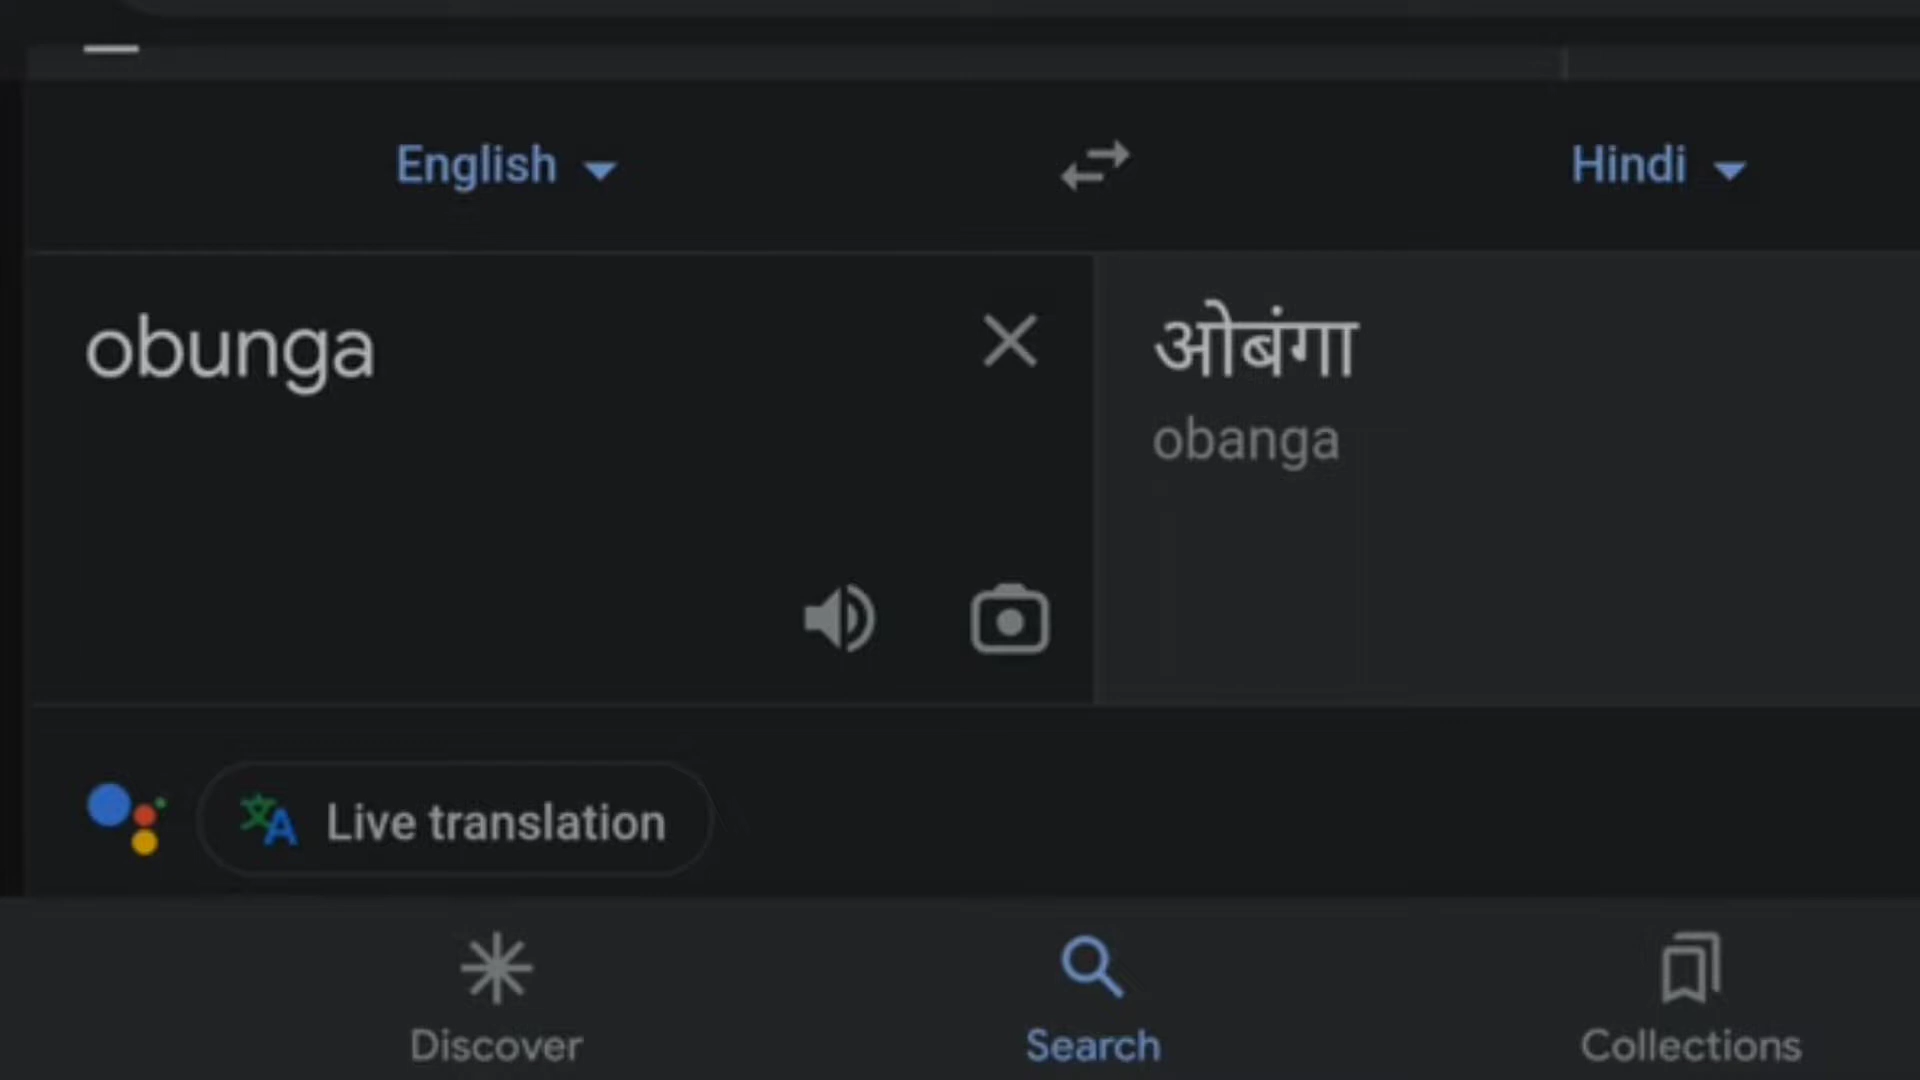 English
Hindi
obunga
ओबंगा
obanga
Live translation
Discover
Search
Collections